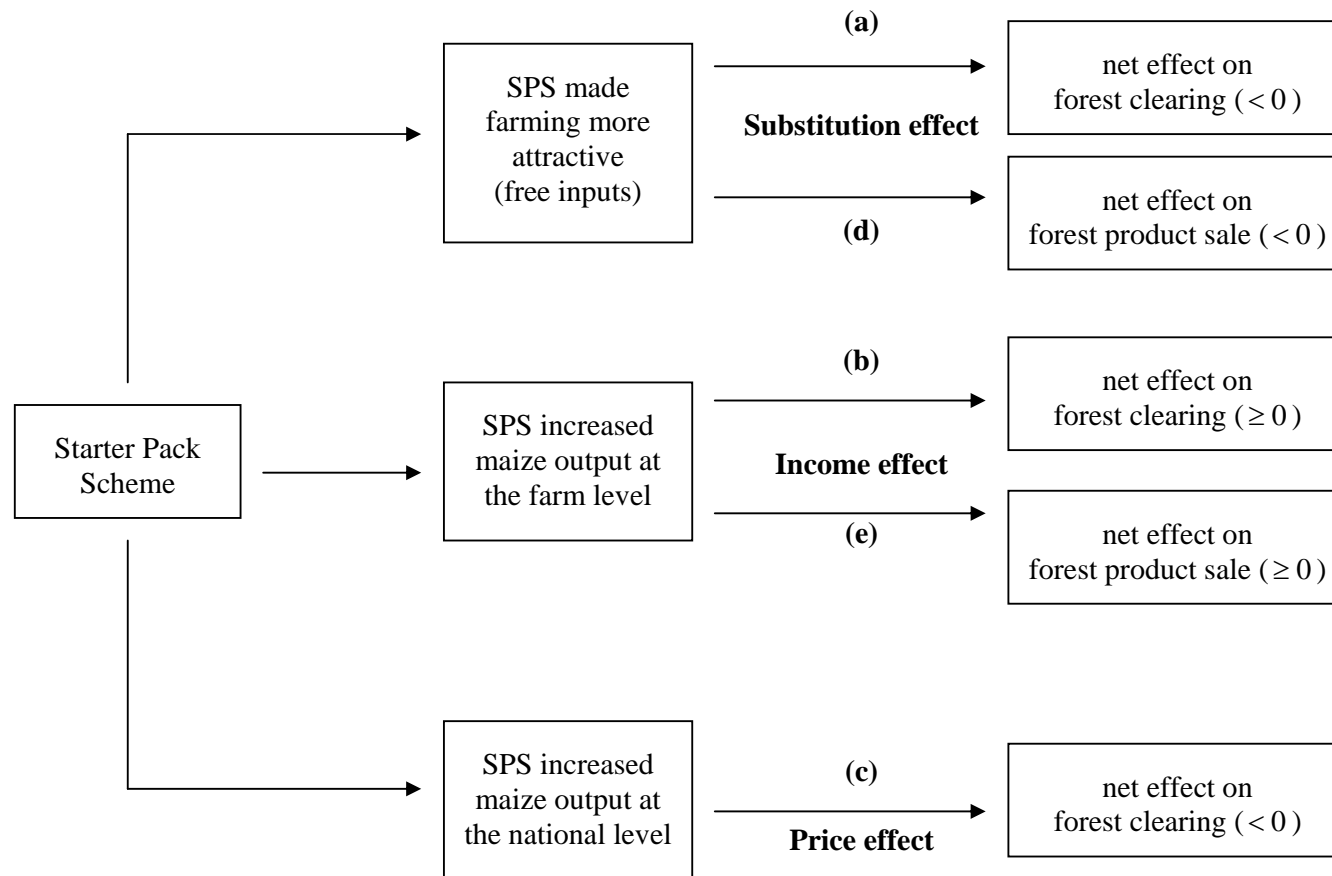 (a)
SPS made
farming more
attractive
(free inputs)
Substitution effect
net effect on
forest clearing (< 0)
(d)
net effect on
forest product sale (< 0)
Starter Pack
Scheme
SPS increased
maize output at
the farm level
(b)
Income effect
(e)
net effect on
forest clearing (≥ 0)
net effect on
forest product sale (≥ 0)
SPS increased
maize output at
the national level
(c)
Price effect
net effect on
forest clearing (< 0)